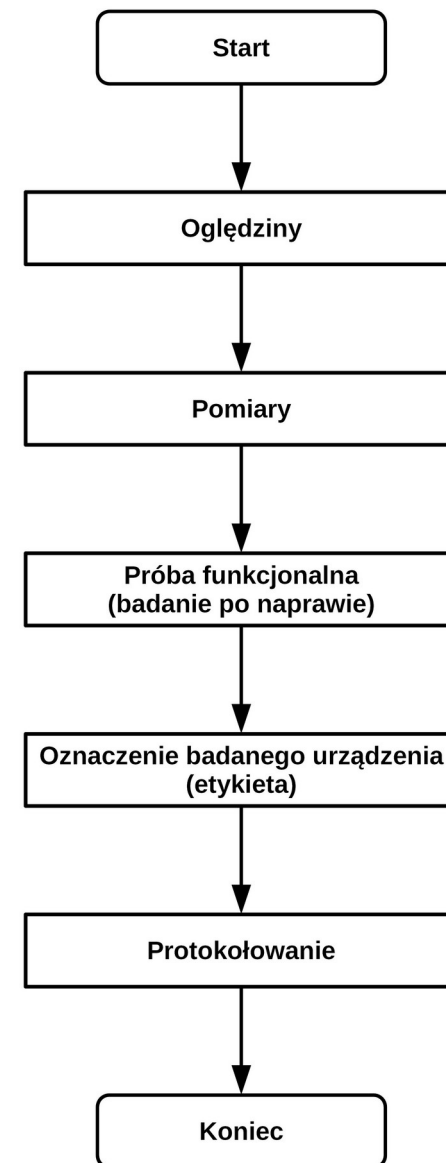 Start
Oględziny
Pomiary
Próba funkcjonalna
(badanie po naprawie)
Oznaczenie badanego urządzenia
(etykieta)
Protokołowanie
Koniec